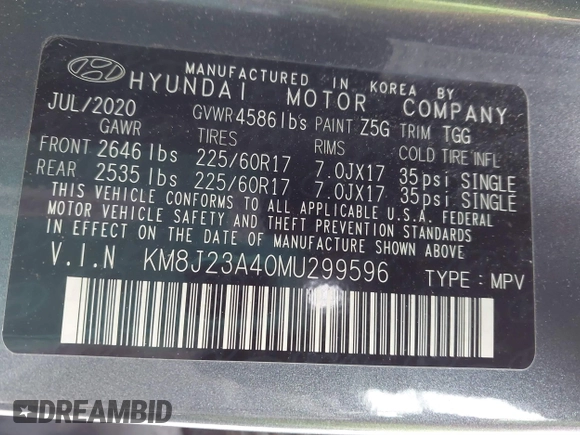 MANUFACTURED IN KOREA BY
HYUNDAI MOTOR COMPANY
JUL/2020 GVWR 4586lbs PAINT Z5G TRIM TGG
GAWR TIRES RIMS COLD TIRE INFL
FRONT 2646lbs 225/60R17 7.0JX17 35psi SINGLE
REAR 2535lbs 225/60R17 7.0JX17 35psi SINGLE
THIS VEHICLE CONFORMS TO ALL APPLICABLE U.S.A. FEDERAL
MOTOR VEHICLE SAFETY AND THEFT PREVENTION STANDARDS
IN EFFECT ON THE DATE OF MANUFACTURE SHOWN ABOVE
V.I.N KM8J23A40MU299596 TYPE : MPV
DREAMBID